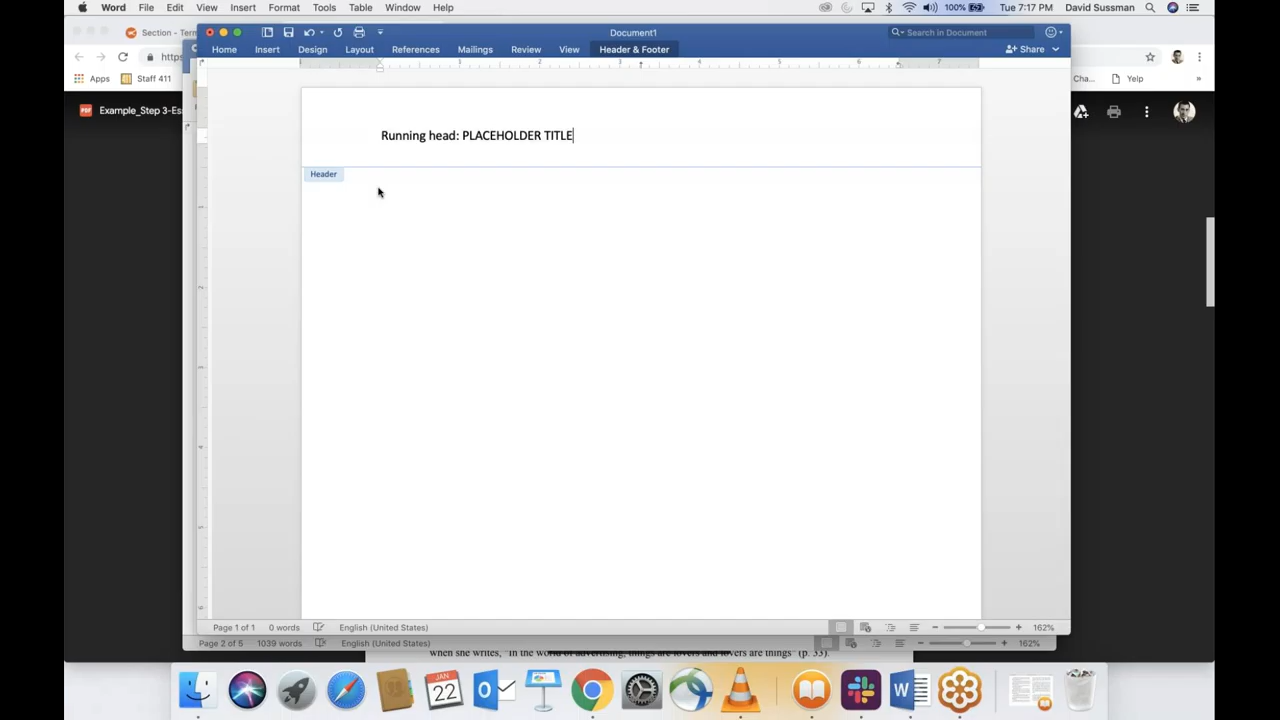 Word File Edit View Insert Format Tools Table Window Help 100% Tue 7:17 PM David Sussman
Section - Tern
Document1
Search in Document
Home Insert Design Layout References Mailings Review View Header & Footer Share
https
Apps Staff 411
Cha... Yelp
Example_Step 3-Es
Running head: PLACEHOLDER TITLE
Header
Page 1 of 1 0 words English (United States) 162%
Page 2 of 5 1039 words English (United States) 162%
when she writes, "In the world of advertising, things are lovers and lovers are things" (p. 33).
JAN
22